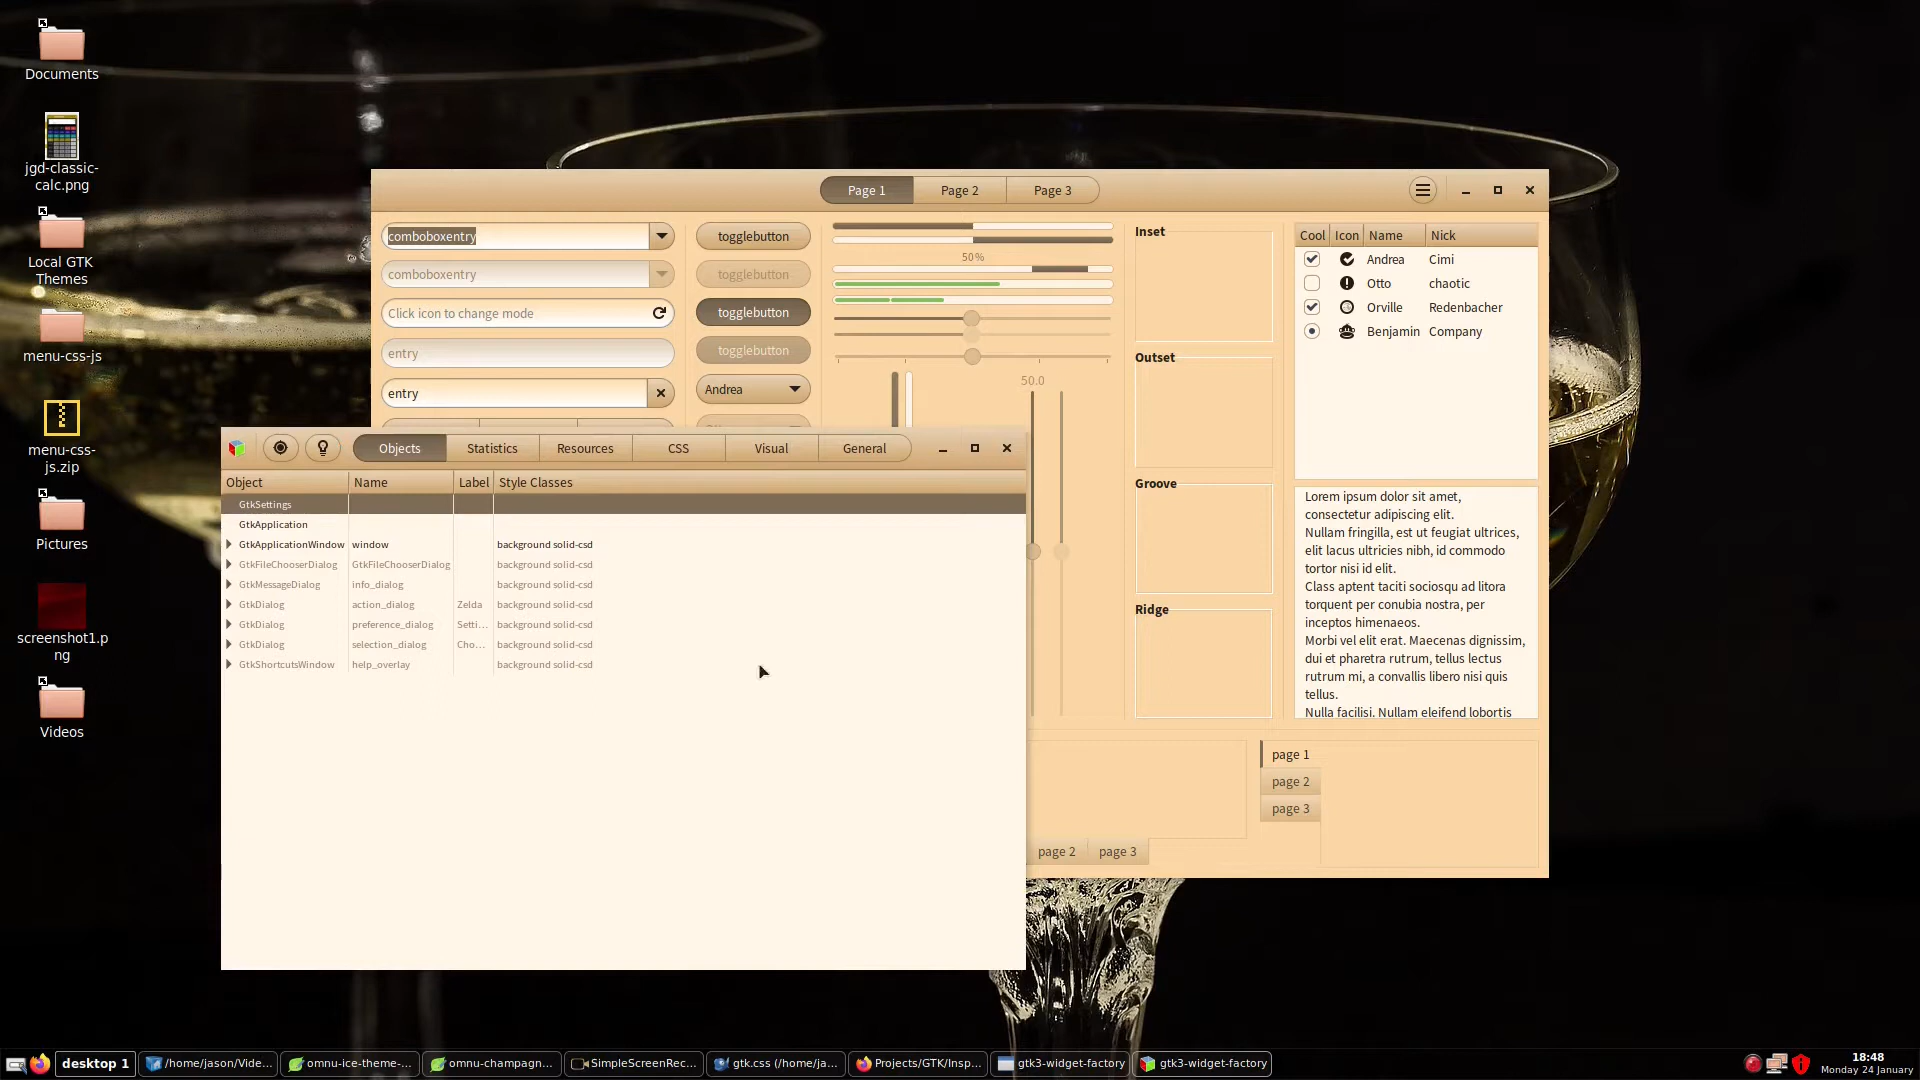 Documents
jgd-classic-
calc.png
Local GTK
Themes
menu-css-js
menu-css-
js.zip
Pictures
screenshot1.p
ng
Videos
Page 1
Page 2
Page 3
comboboxentry
comboboxentry
Click icon to change mode
entry
entry
togglebutton
togglebutton
togglebutton
togglebutton
Andrea
50%
50.0
Inset
Outset
Groove
Ridge
Cool Icon Name Nick
Andrea Cimi
Otto chaotic
Orville Redenbacher
Benjamin Company
Lorem ipsum dolor sit amet,
consectetur adipiscing elit.
Nullam fringilla, est ut feugiat ultrices,
elit lacus ultricies nibh, id commodo
tortor nisi id elit.
Class aptent taciti sociosqu ad litora
torquent per conubia nostra, per
inceptos himenaeos.
Morbi vel elit erat. Maecenas dignissim,
dui et pharetra rutrum, tellus lectus
rutrum mi, a convallis libero nisi quis
tellus.
Nulla facilisi. Nullam eleifend lobortis
page 1
page 2
page 3
page 2
page 3
Objects
Statistics
Resources
CSS
Visual
General
Object Name Label Style Classes
GtkSettings
GtkApplication
GtkApplicationWindow window background solid-csd
GtkFileChooserDialog GtkFileChooserDialog background solid-csd
GtkMessageDialog info_dialog background solid-csd
GtkDialog action_dialog Zelda background solid-csd
GtkDialog preference_dialog Setti... background solid-csd
GtkDialog selection_dialog Cho... background solid-csd
GtkShortcutsWindow help_overlay background solid-csd
desktop 1
/home/jason/Vide...
omnu-ice-theme-...
omnu-champagn...
SimpleScreenRec...
gtk.css (/home/ja...
Projects/GTK/Insp...
gtk3-widget-factory
gtk3-widget-factory
18:48
Monday 24 January